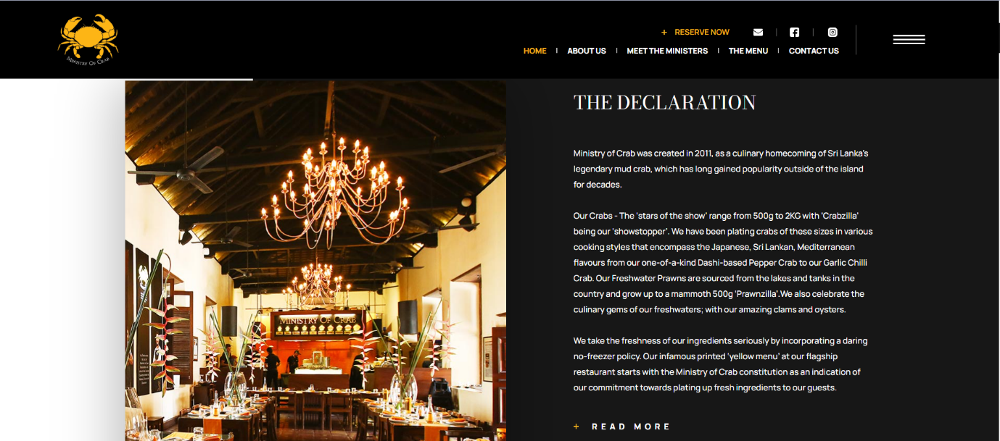 MINISTRY OF CRAB
+ RESERVE NOW
HOME | ABOUT US | MEET THE MINISTERS | THE MENU | CONTACT US
THE DECLARATION
Ministry of Crab was created in 2011, as a culinary homecoming of Sri Lanka's
legendary mud crab, which has long gained popularity outside of the island
for decades.
Our Crabs - The 'stars of the show' range from 500g to 2KG with 'Crabzilla'
being our 'showstopper'. We have been plating crabs of these sizes in various
cooking styles that encompass the Japanese, Sri Lankan, Mediterranean
flavours from our one-of-a-kind Dashi-based Pepper Crab to our Garlic Chilli
Crab. Our Freshwater Prawns are sourced from the lakes and tanks in the
country and grow up to a mammoth 500g 'Prawnzilla'.We also celebrate the
culinary gems of our freshwaters; with our amazing clams and oysters.
We take the freshness of our ingredients seriously by incorporating a daring
no-freezer policy. Our infamous printed 'yellow menu' at our flagship
restaurant starts with the Ministry of Crab constitution as an indication of
our commitment towards plating up fresh ingredients to our guests.
+ READ MORE
MINISTRY OF CRAB